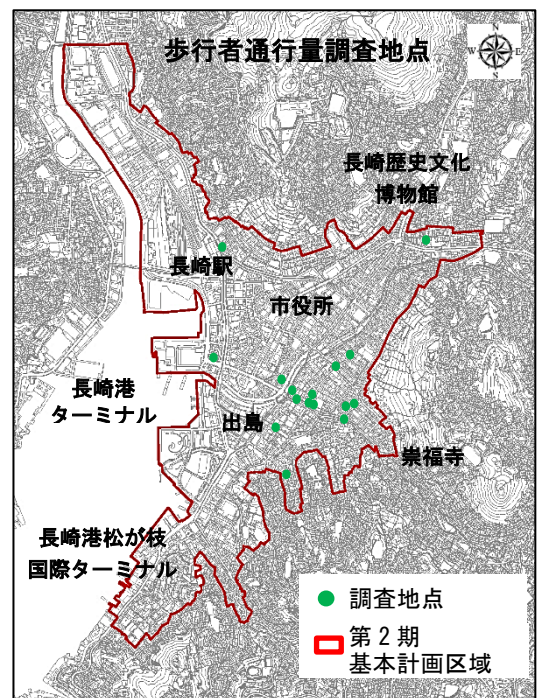 歩行者通行量調査地点
N
W
E
S
長崎歴史文化
博物館
長崎駅
市役所
長崎港
ターミナル
出島
崇福寺
長崎港松が枝
国際ターミナル
調査地点
第2期
基本計画区域